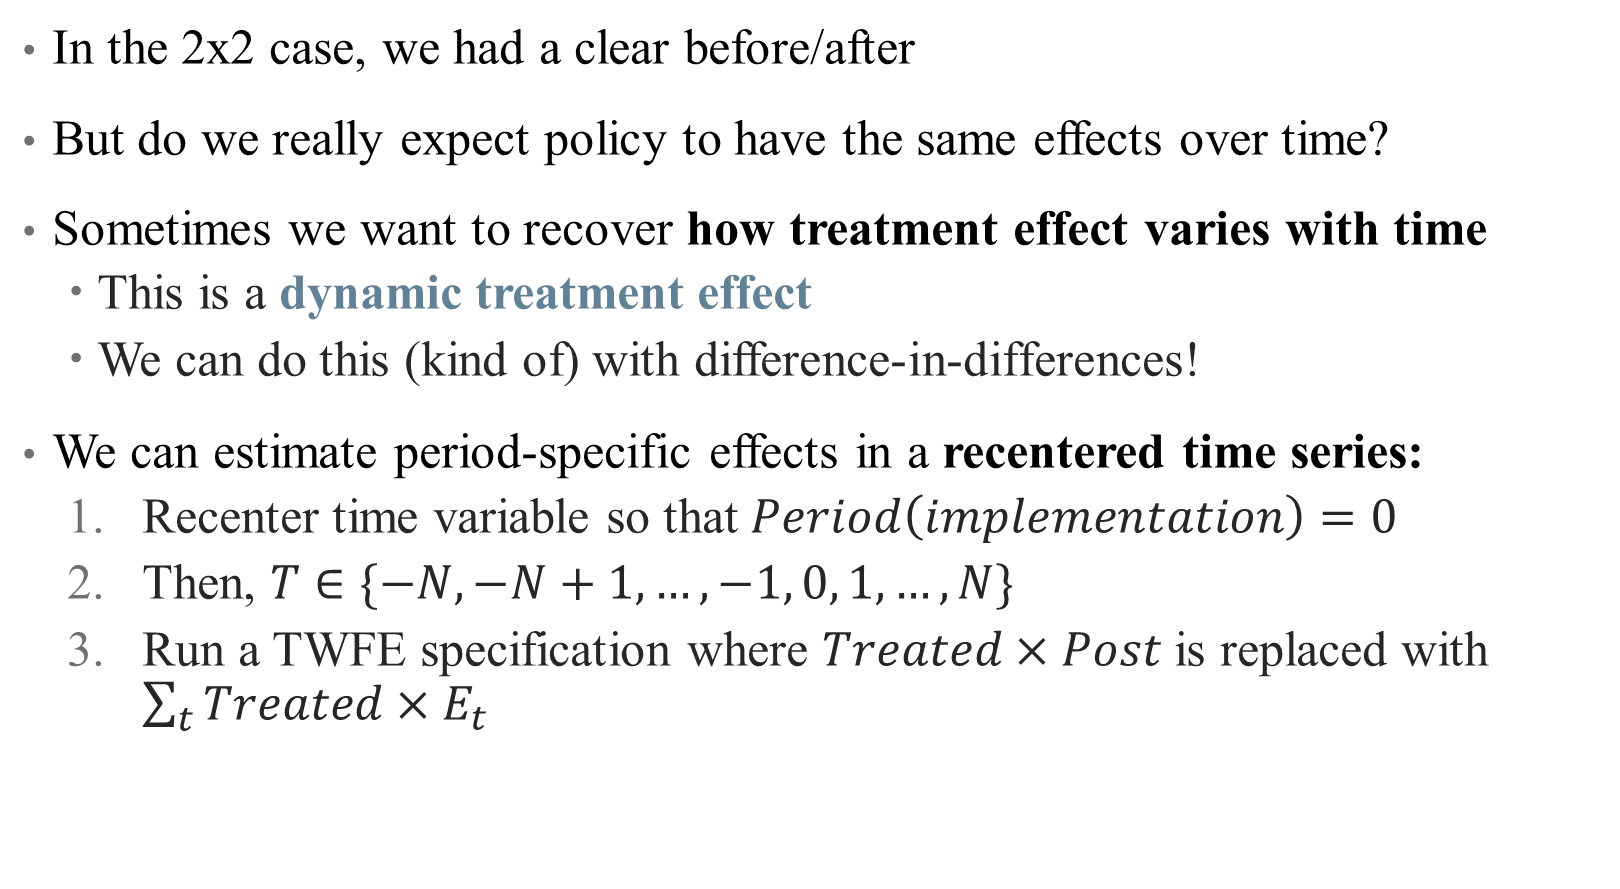 • In the 2x2 case, we had a clear before/after
• But do we really expect policy to have the same effects over time?
• Sometimes we want to recover how treatment effect varies with time
• This is a dynamic treatment effect
• We can do this (kind of) with difference-in-differences!
• We can estimate period-specific effects in a recentered time series:
1. Recenter time variable so that Period(implementation) = 0
2. Then, T ∈ {−N, −N + 1, … , −1, 0, 1, … , N}
3. Run a TWFE specification where Treated × Post is replaced with
∑ₜ Treated × Eₜ